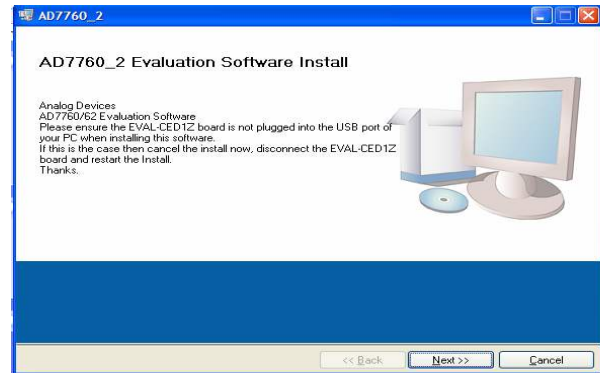 AD7760_2
AD7760_2 Evaluation Software Install
Analog Devices
AD7760/62 Evaluation Software
Please ensure the EVAL-CED1Z board is not plugged into the USB port of
your PC when installing this software.
If this is the case then cancel the install now, disconnect the EVAL-CED1Z
board and restart the Install.
Thanks.
<< Back Next >> Cancel